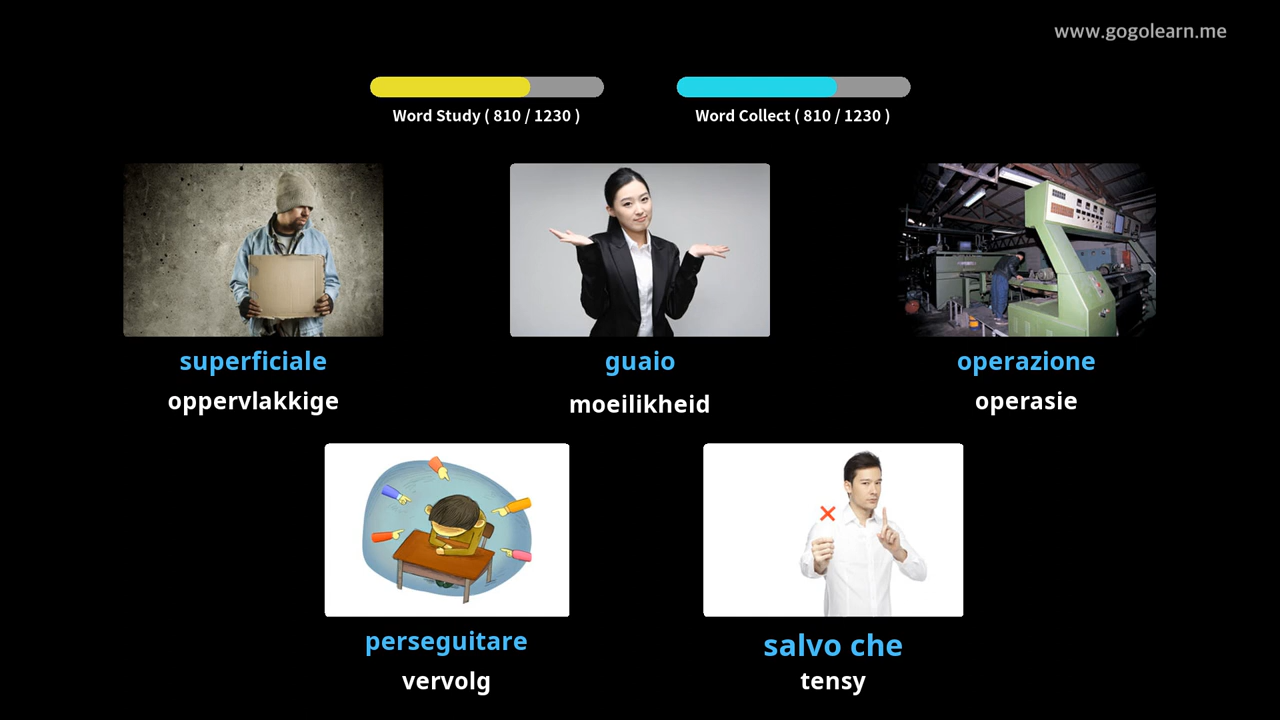 www.gogolearn.me
Word Study ( 810 / 1230 )
Word Collect ( 810 / 1230 )
superficiale
oppervlakkige
guaio
moeilikheid
operazione
operasie
perseguitare
vervolg
salvo che
tensy